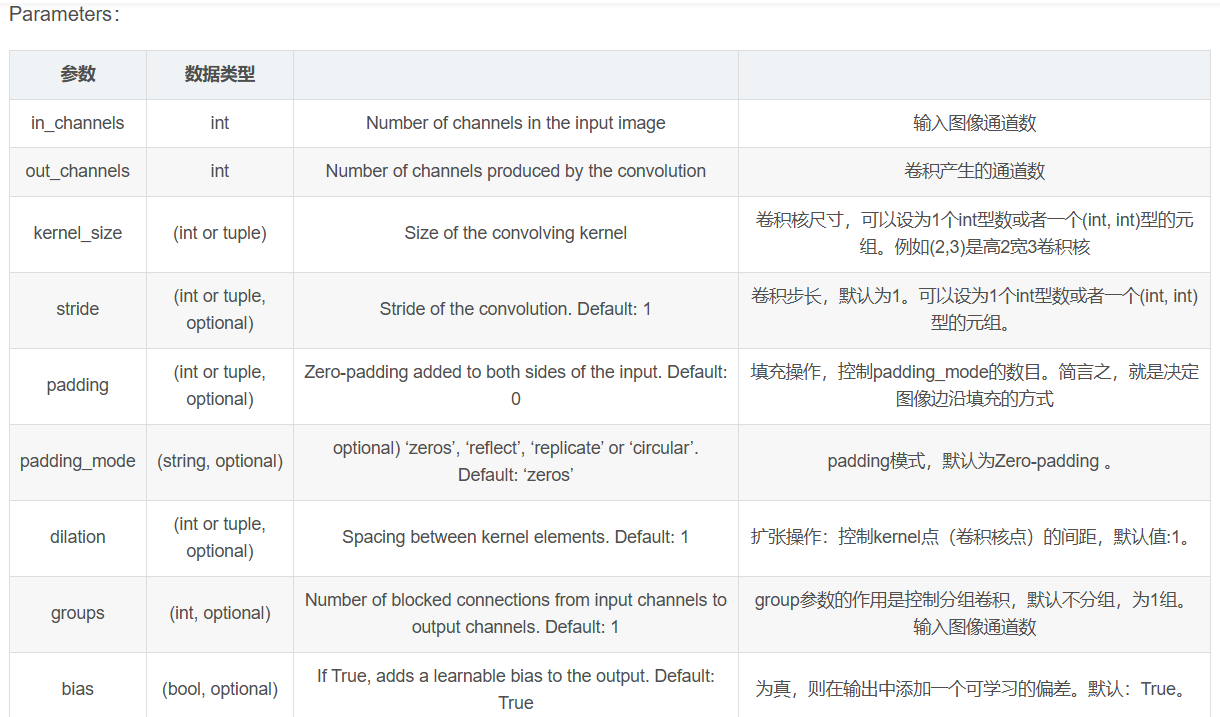 Parameters：
参数 数据类型
in_channels int Number of channels in the input image 输入图像通道数
out_channels int Number of channels produced by the convolution 卷积产生的通道数
kernel_size (int or tuple) Size of the convolving kernel 卷积核尺寸，可以设为1个int型数或者一个(int, int)型的元
组。例如(2,3)是高2宽3卷积核
stride (int or tuple,
optional) Stride of the convolution. Default: 1 卷积步长，默认为1。可以设为1个int型数或者一个(int, int)
型的元组。
padding (int or tuple,
optional) Zero-padding added to both sides of the input. Default:
0 填充操作，控制padding_mode的数目。简言之，就是决定
图像边沿填充的方式
padding_mode (string, optional) optional) ‘zeros’, ‘reflect’, ‘replicate’ or ‘circular’.
Default: ‘zeros’ padding模式，默认为Zero-padding 。
dilation (int or tuple,
optional) Spacing between kernel elements. Default: 1 扩张操作：控制kernel点（卷积核点）的间距，默认值:1。
groups (int, optional) Number of blocked connections from input channels to
output channels. Default: 1 group参数的作用是控制分组卷积，默认不分组，为1组。
输入图像通道数
bias (bool, optional) If True, adds a learnable bias to the output. Default:
True 为真，则在输出中添加一个可学习的偏差。默认：True。